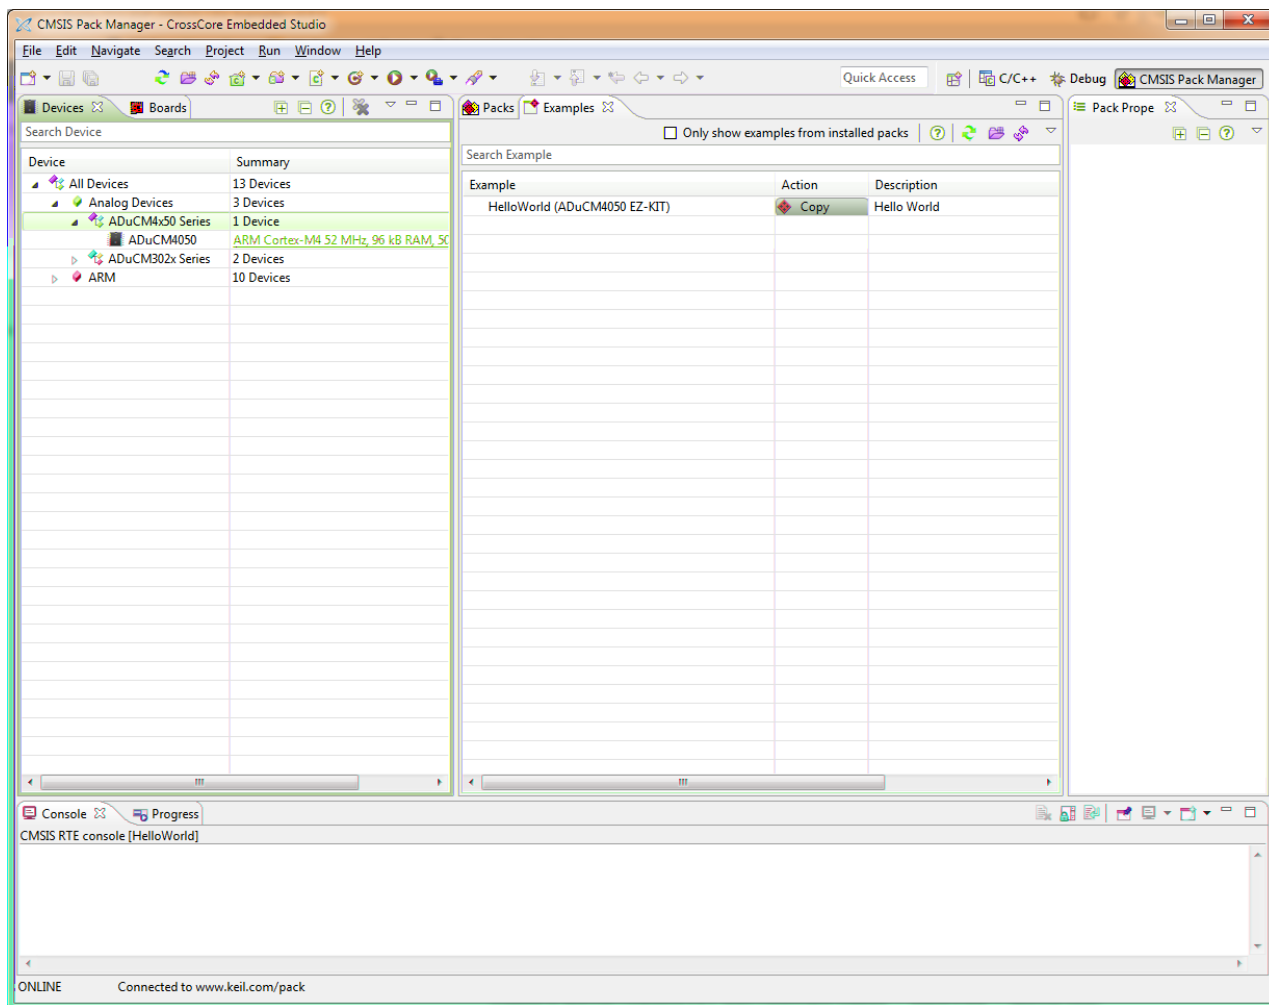 CMSIS Pack Manager - CrossCore Embedded Studio
File Edit Navigate Search Project Run Window Help
Quick Access C/C++ Debug CMSIS Pack Manager
Devices Boards
Search Device
Device Summary
All Devices 13 Devices
Analog Devices 3 Devices
ADuCM4x50 Series 1 Device
ADuCM4050 ARM Cortex-M4 52 MHz, 96 kB RAM, 50
ADuCM302x Series 2 Devices
ARM 10 Devices
Packs Examples
Only show examples from installed packs
Search Example
Example Action Description
HelloWorld (ADuCM4050 EZ-KIT) Copy Hello World
Pack Prope
Console Progress
CMSIS RTE console [HelloWorld]
ONLINE Connected to www.keil.com/pack